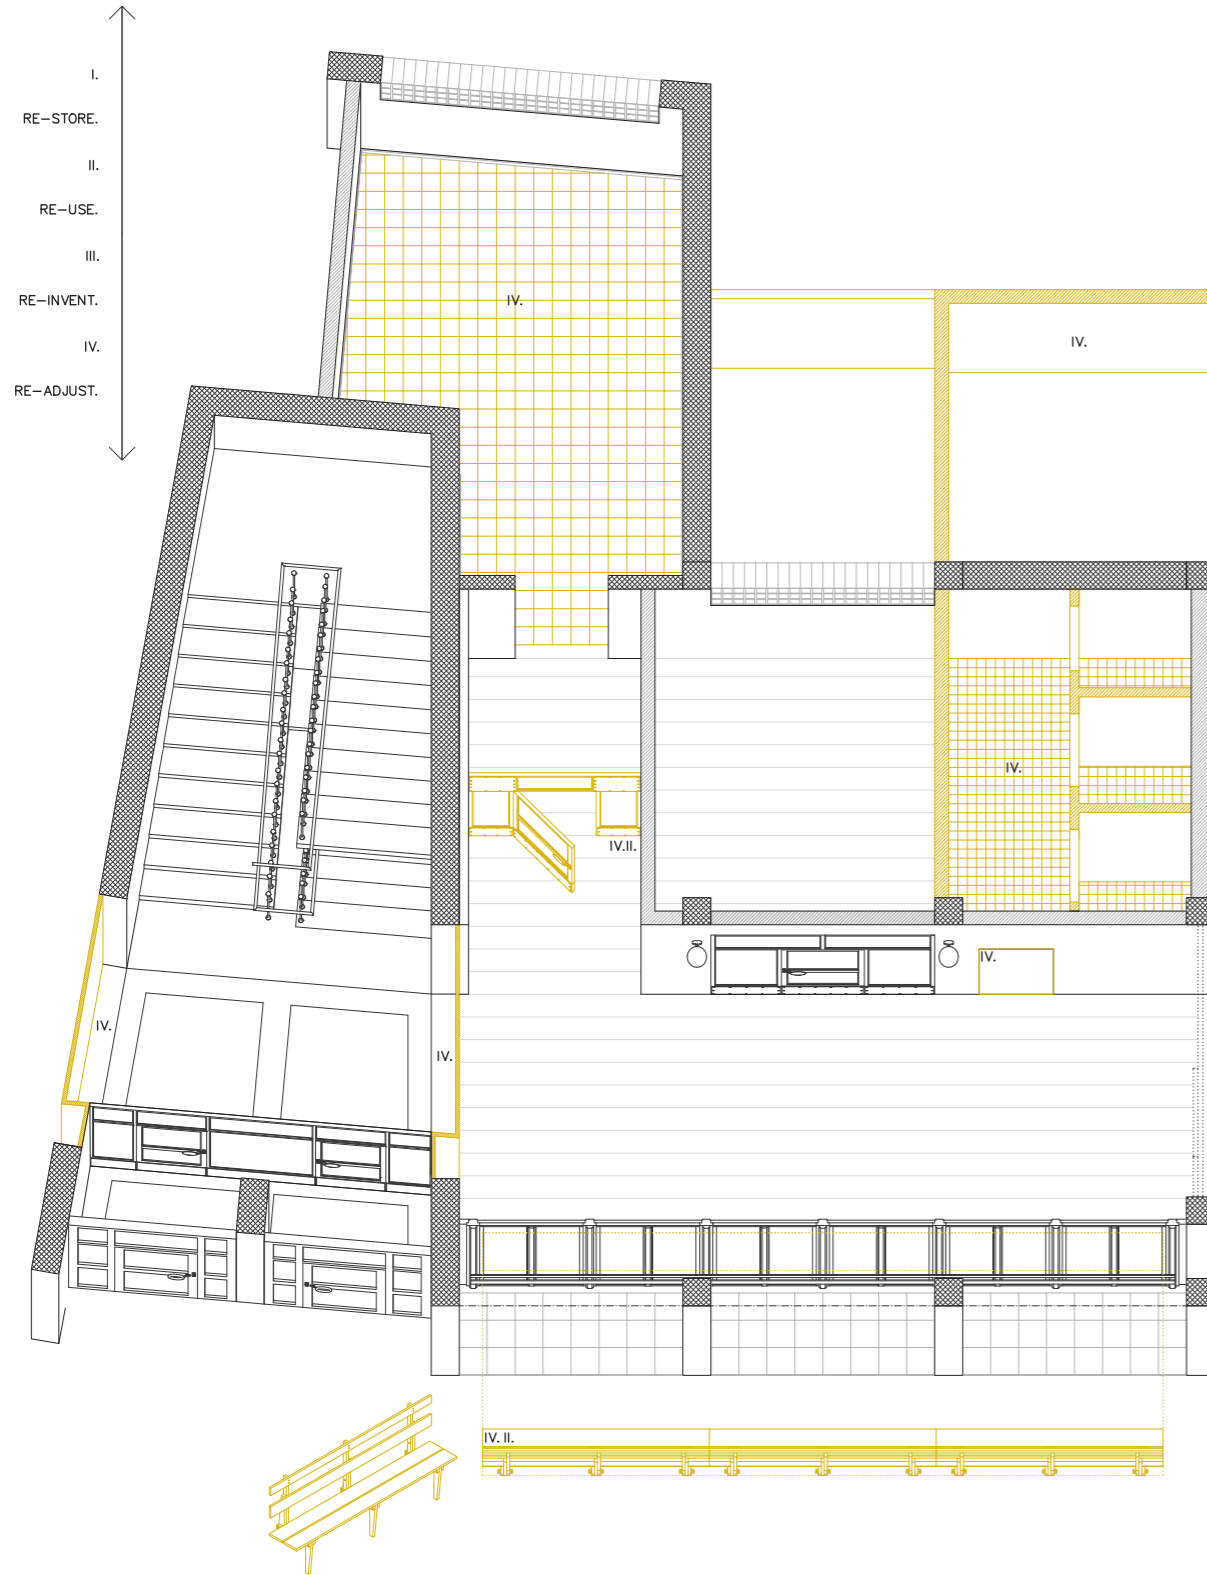 I.
RE-STORE.
II.
RE-USE.
III.
RE-INVENT.
IV.
RE-ADJUST.
IV.
IV.
IV.
IV.II.
IV.
IV.
IV.
IV. II.